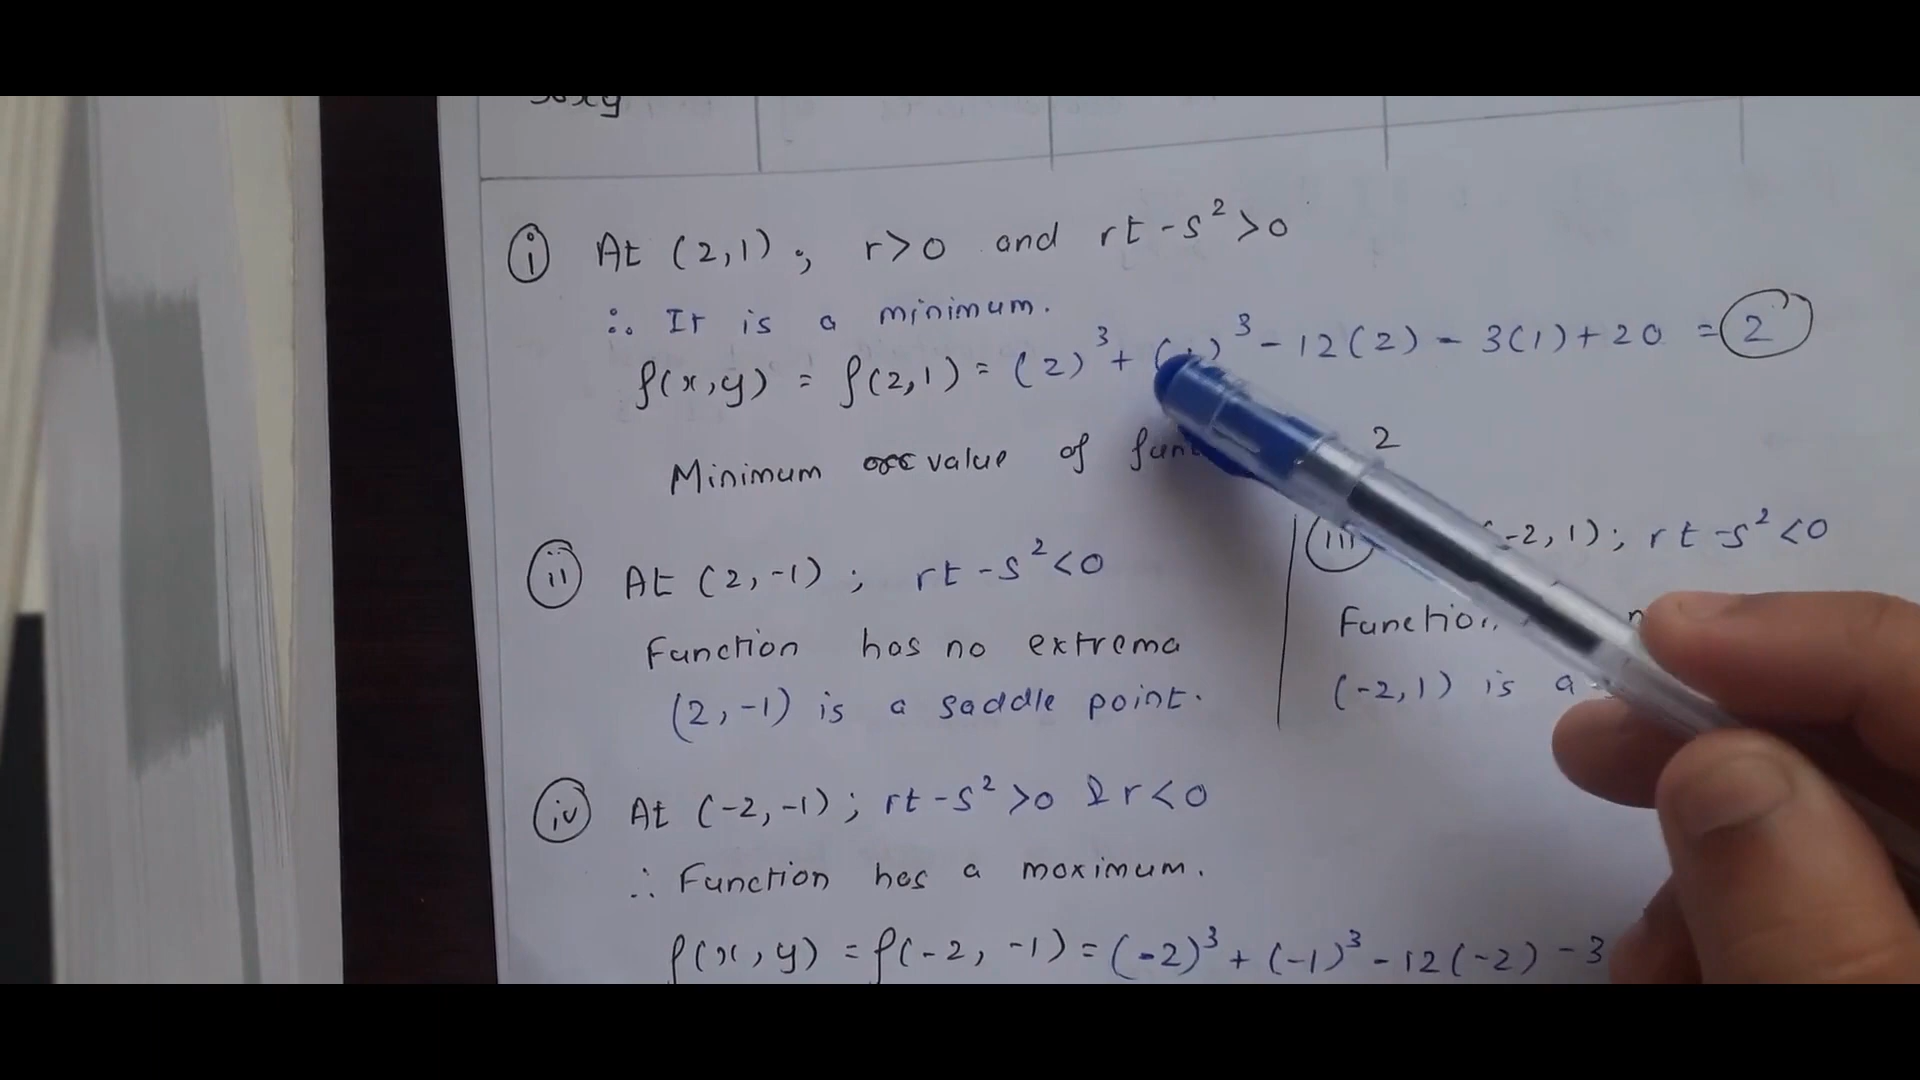 xy
(i) At (2,1); r>0 and rt-s²>0
∴ It is a minimum.
f(x,y) = f(2,1) = (2)³ + (1)³ - 12(2) - 3(1) + 20 = 2
Minimum value of 2
(ii) At (2,-1); rt-s²<0
Function has no extrema
(2,-1) is a saddle point.
(iii) (-2,1); rt-s²<0
Function
(-2,1) is a
(iv) At (-2,-1); rt-s²>0 & r<0
∴ Function has a maximum.
f(x,y) = f(-2,-1) = (-2)³ + (-1)³ - 12(-2) - 3